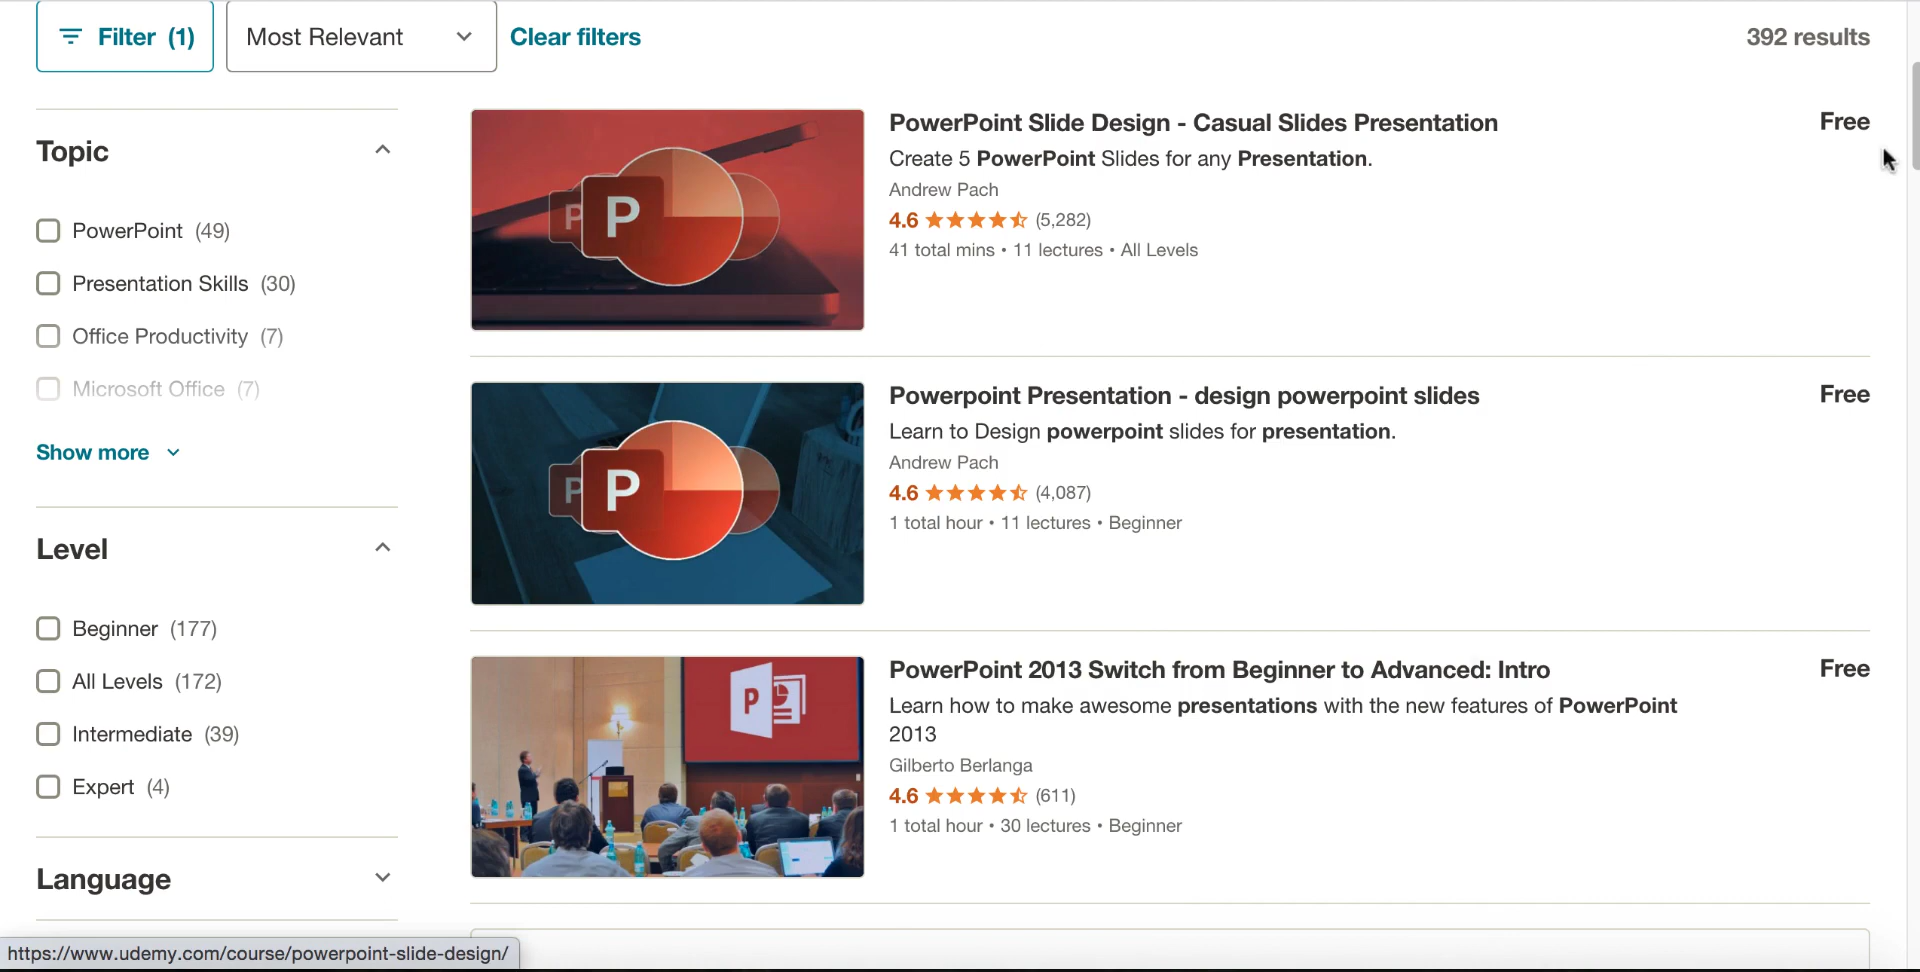 Filter (1)
Most Relevant
Clear filters
392 results
Topic
PowerPoint (49)
Presentation Skills (30)
Office Productivity (7)
Microsoft Office (7)
Show more
Level
Beginner (177)
All Levels (172)
Intermediate (39)
Expert (4)
Language
P P
PowerPoint Slide Design - Casual Slides Presentation
Free
Create 5 PowerPoint Slides for any Presentation.
Andrew Pach
4.6 (5,282)
41 total mins • 11 lectures • All Levels
P P
Powerpoint Presentation - design powerpoint slides
Free
Learn to Design powerpoint slides for presentation.
Andrew Pach
4.6 (4,087)
1 total hour • 11 lectures • Beginner
P
PowerPoint 2013 Switch from Beginner to Advanced: Intro
Free
Learn how to make awesome presentations with the new features of PowerPoint
2013
Gilberto Berlanga
4.6 (611)
1 total hour • 30 lectures • Beginner
https://www.udemy.com/course/powerpoint-slide-design/